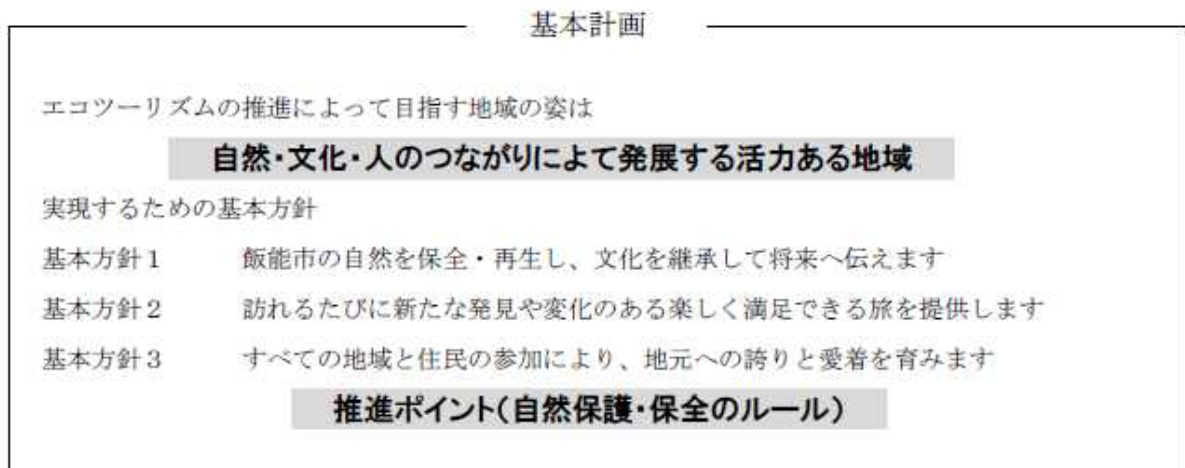 基本計画
エコツーリズムの推進によって目指す地域の姿は
自然・文化・人のつながりによて発展する活力ある地域
実現するための基本方針
基本方針１　飯能市の自然を保全・再生し、文化を継承して将来へ伝えます
基本方針２　訪れるたびに新たな発見や変化のある楽しく満足できる旅を提供します
基本方針３　すべての地域と住民の参加により、地元への誇りと愛着を育みます
推進ポイント（自然保護・保全のルール）